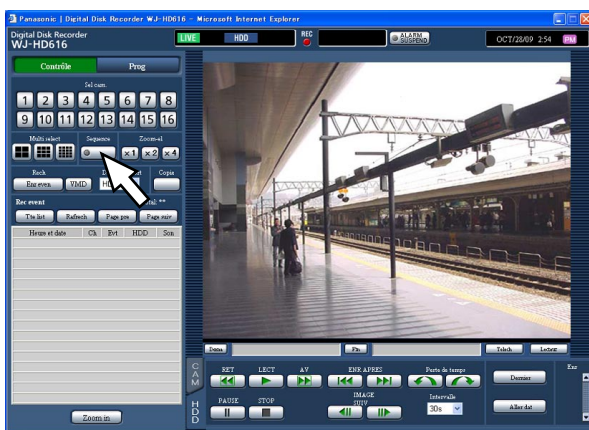 Panasonic | Digital Disk Recorder WJ-HD616 - Microsoft Internet Explorer
Digital Disk Recorder
WJ-HD616
LIVE HDD REC ALARM SUSPEND OCT/28/09 2:54 PM
Contrôle Prog
Sel cam.
1 2 3 4 5 6 7 8
9 10 11 12 13 14 15 16
Multi select Sequence Zoom-el
x1 x2 x4
Rech Copie
Enr even VMD
Rec event **
Tte list Rafrech Page pre Page suiv
Heure et date Ch Evt HDD Son
Zoom in
Fin Telech Lecteur
CAM
HDD
RET LECT AV ENR APRES Perte de temps
Dernier
PAUSE STOP IMAGE SUIV Intervalle
30s
Aller dat
Enr